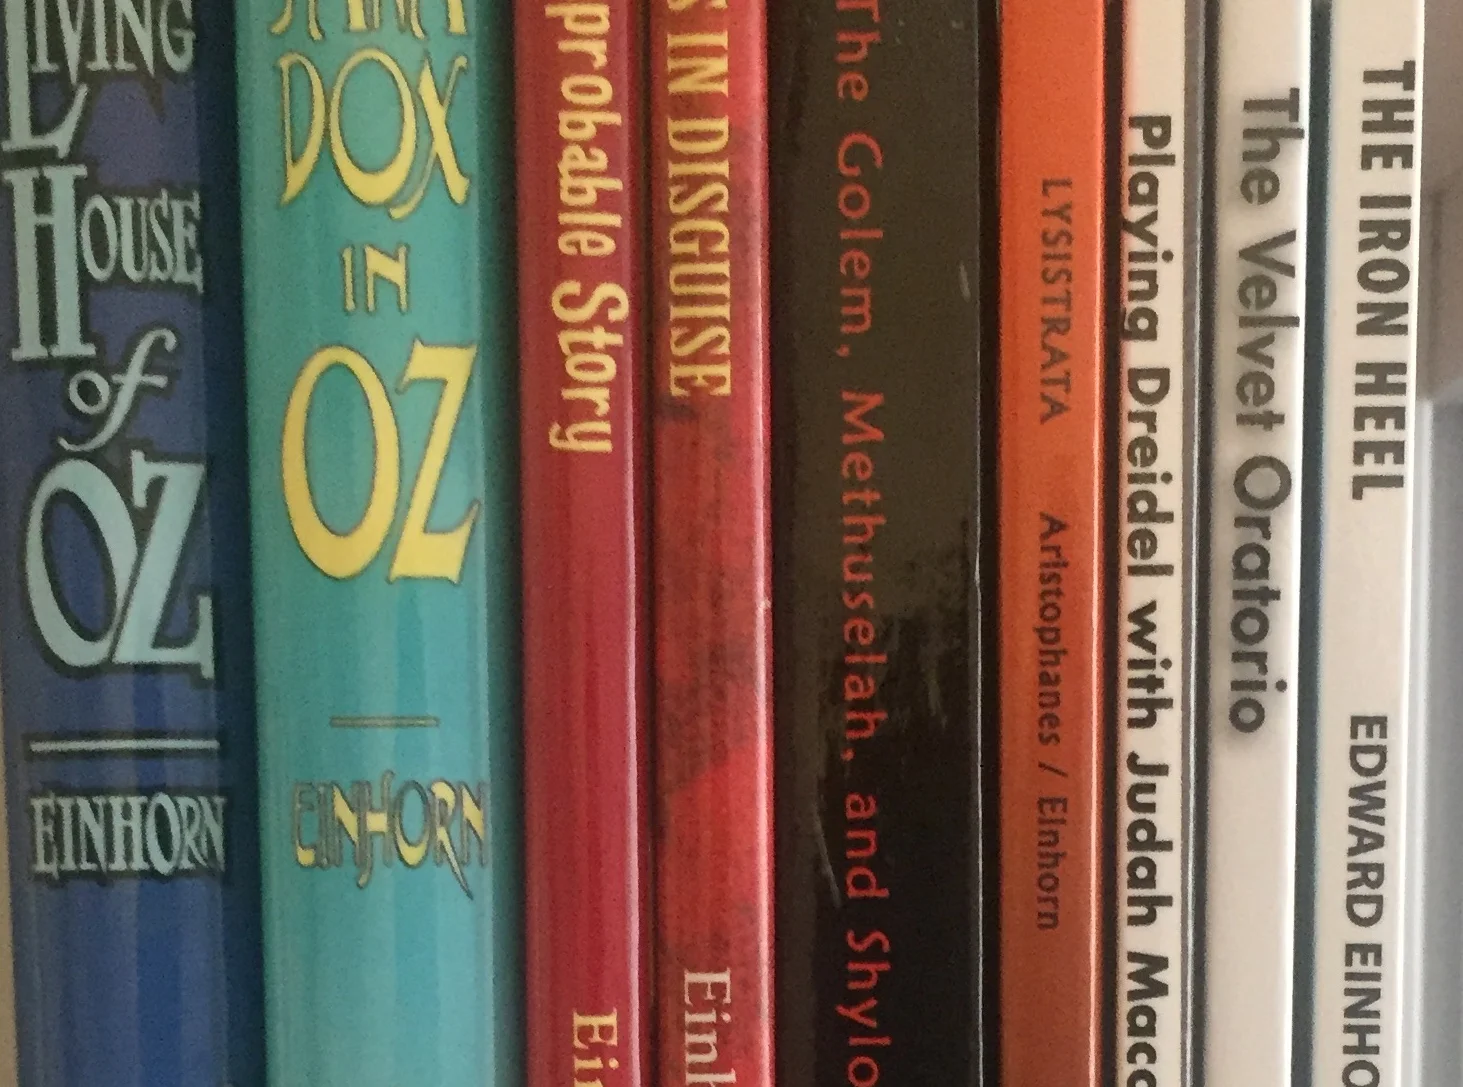 LIVING
HOUSE
of
OZ
EINHORN
DOX
IN
OZ
EINHORN
probable Story
IN DISGUISE
The Golem, Methuselah, and Shylo
LYSISTRATA Aristophanes / Einhorn
Playing Dreidel with Judah Macc
The Velvet Oratorio
THE IRON HEEL EDWARD EINHO